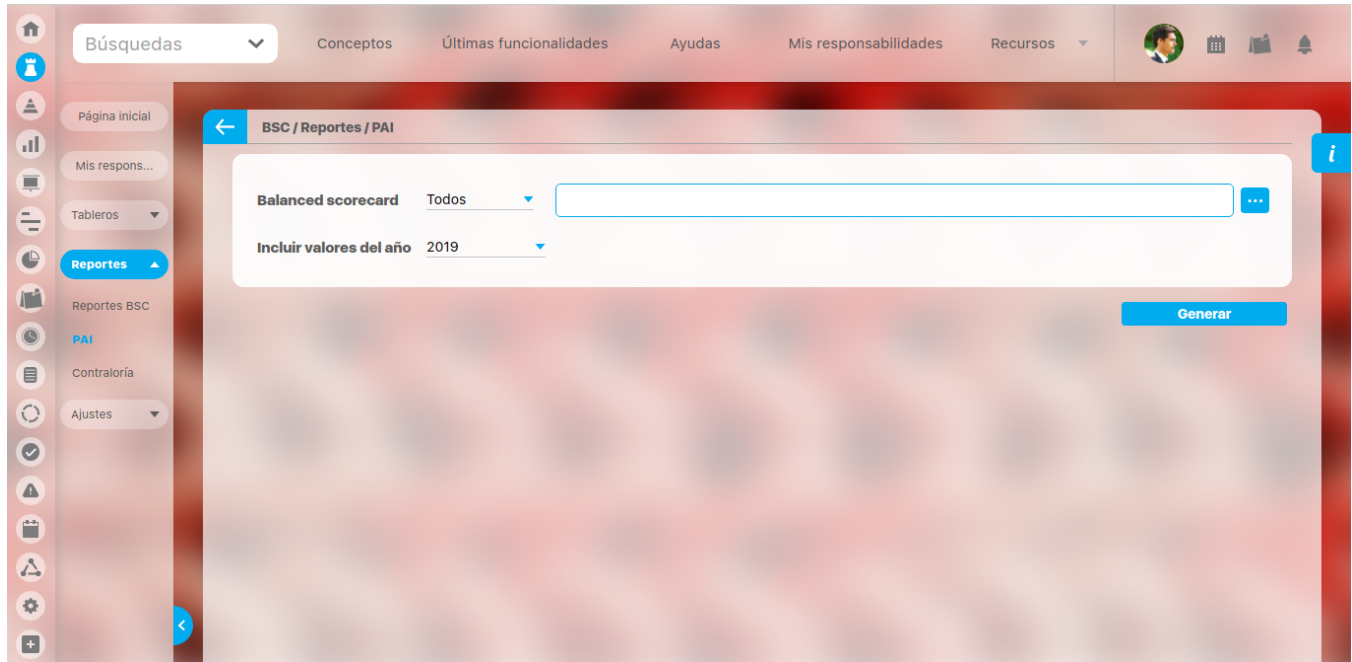 Búsquedas
Conceptos
Últimas funcionalidades
Ayudas
Mis responsabilidades
Recursos
Página inicial
Mis respons...
Tableros
Reportes
Reportes BSC
PAI
Contraloría
Ajustes
BSC / Reportes / PAI
i
Balanced scorecard Todos
...
Incluir valores del año 2019
Generar